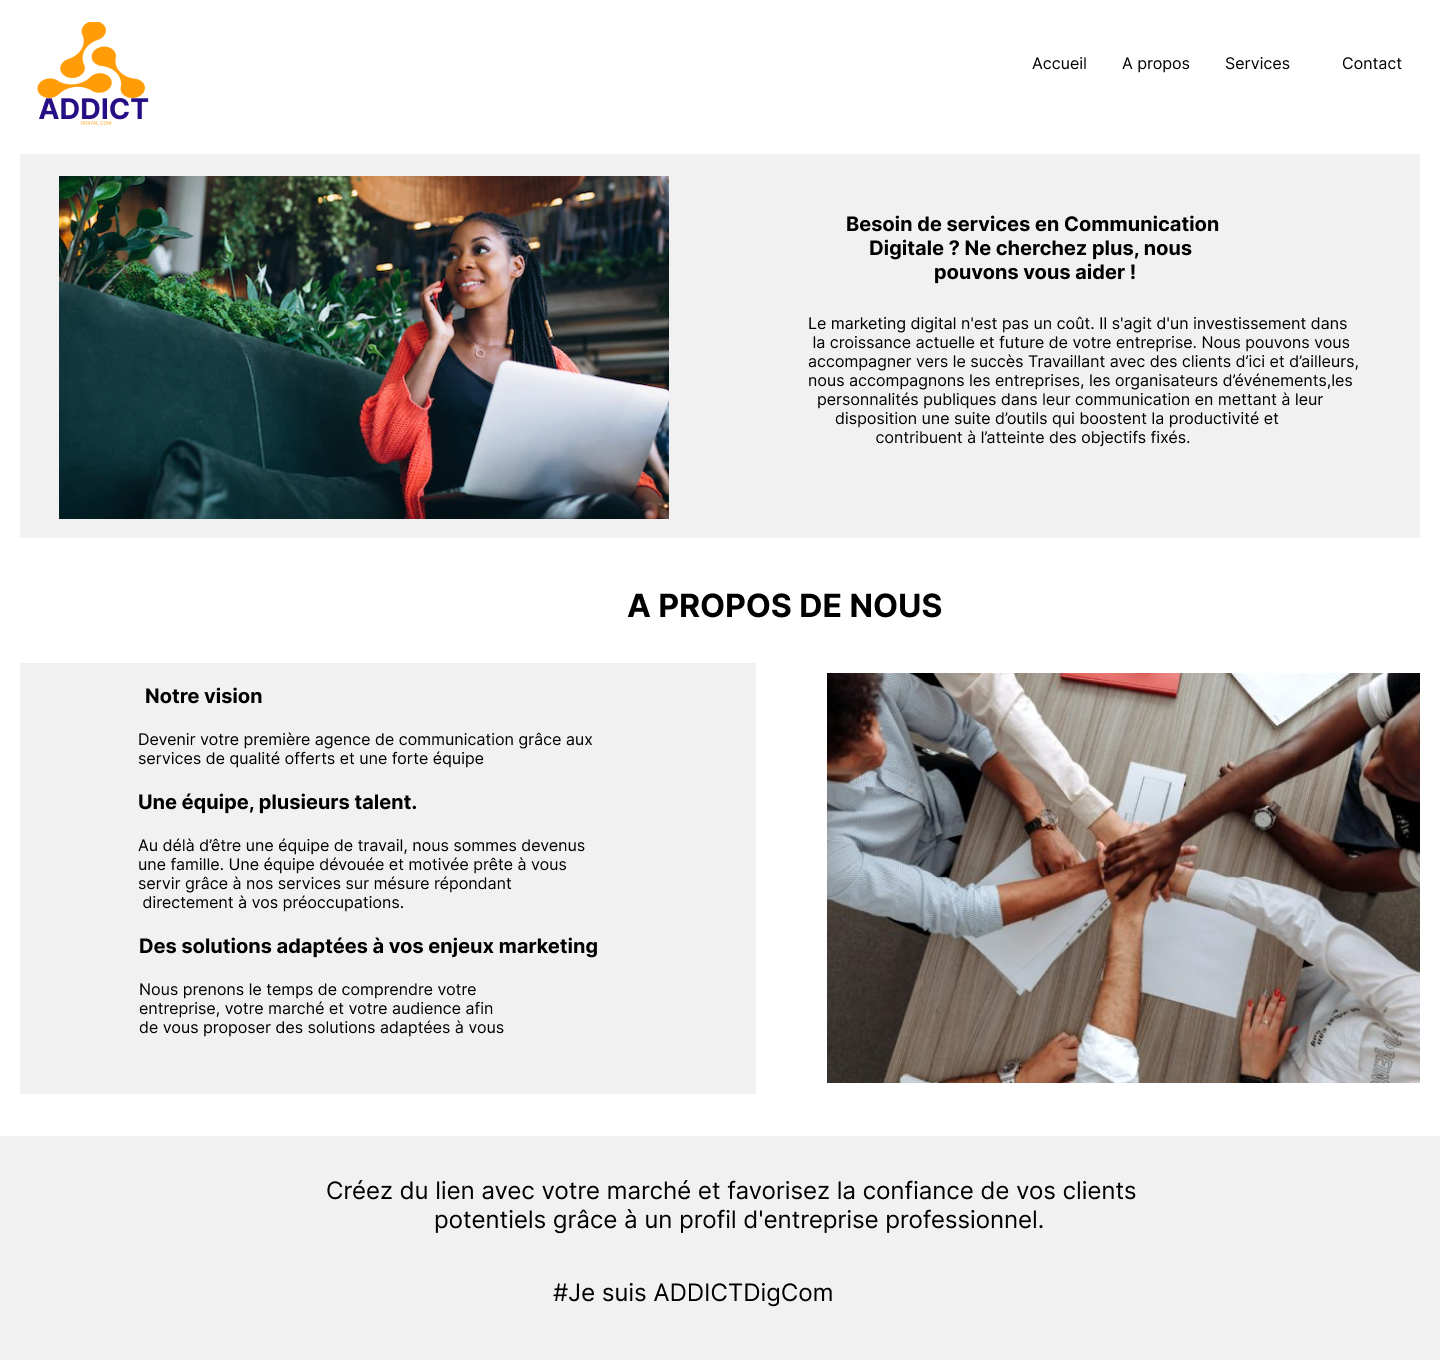 ADDICT
DIGITAL COM
Accueil
A propos
Services
Contact
Besoin de services en Communication
Digitale ? Ne cherchez plus, nous
pouvons vous aider !
Le marketing digital n'est pas un coût. Il s'agit d'un investissement dans
la croissance actuelle et future de votre entreprise. Nous pouvons vous
accompagner vers le succès Travaillant avec des clients d’ici et d’ailleurs,
nous accompagnons les entreprises, les organisateurs d’événements,les
personnalités publiques dans leur communication en mettant à leur
disposition une suite d’outils qui boostent la productivité et
contribuent à l’atteinte des objectifs fixés.
A PROPOS DE NOUS
Notre vision
Devenir votre première agence de communication grâce aux
services de qualité offerts et une forte équipe
Une équipe, plusieurs talent.
Au délà d’être une équipe de travail, nous sommes devenus
une famille. Une équipe dévouée et motivée prête à vous
servir grâce à nos services sur mésure répondant
directement à vos préoccupations.
Des solutions adaptées à vos enjeux marketing
Nous prenons le temps de comprendre votre
entreprise, votre marché et votre audience afin
de vous proposer des solutions adaptées à vous
Créez du lien avec votre marché et favorisez la confiance de vos clients
potentiels grâce à un profil d'entreprise professionnel.
#Je suis ADDICTDigCom